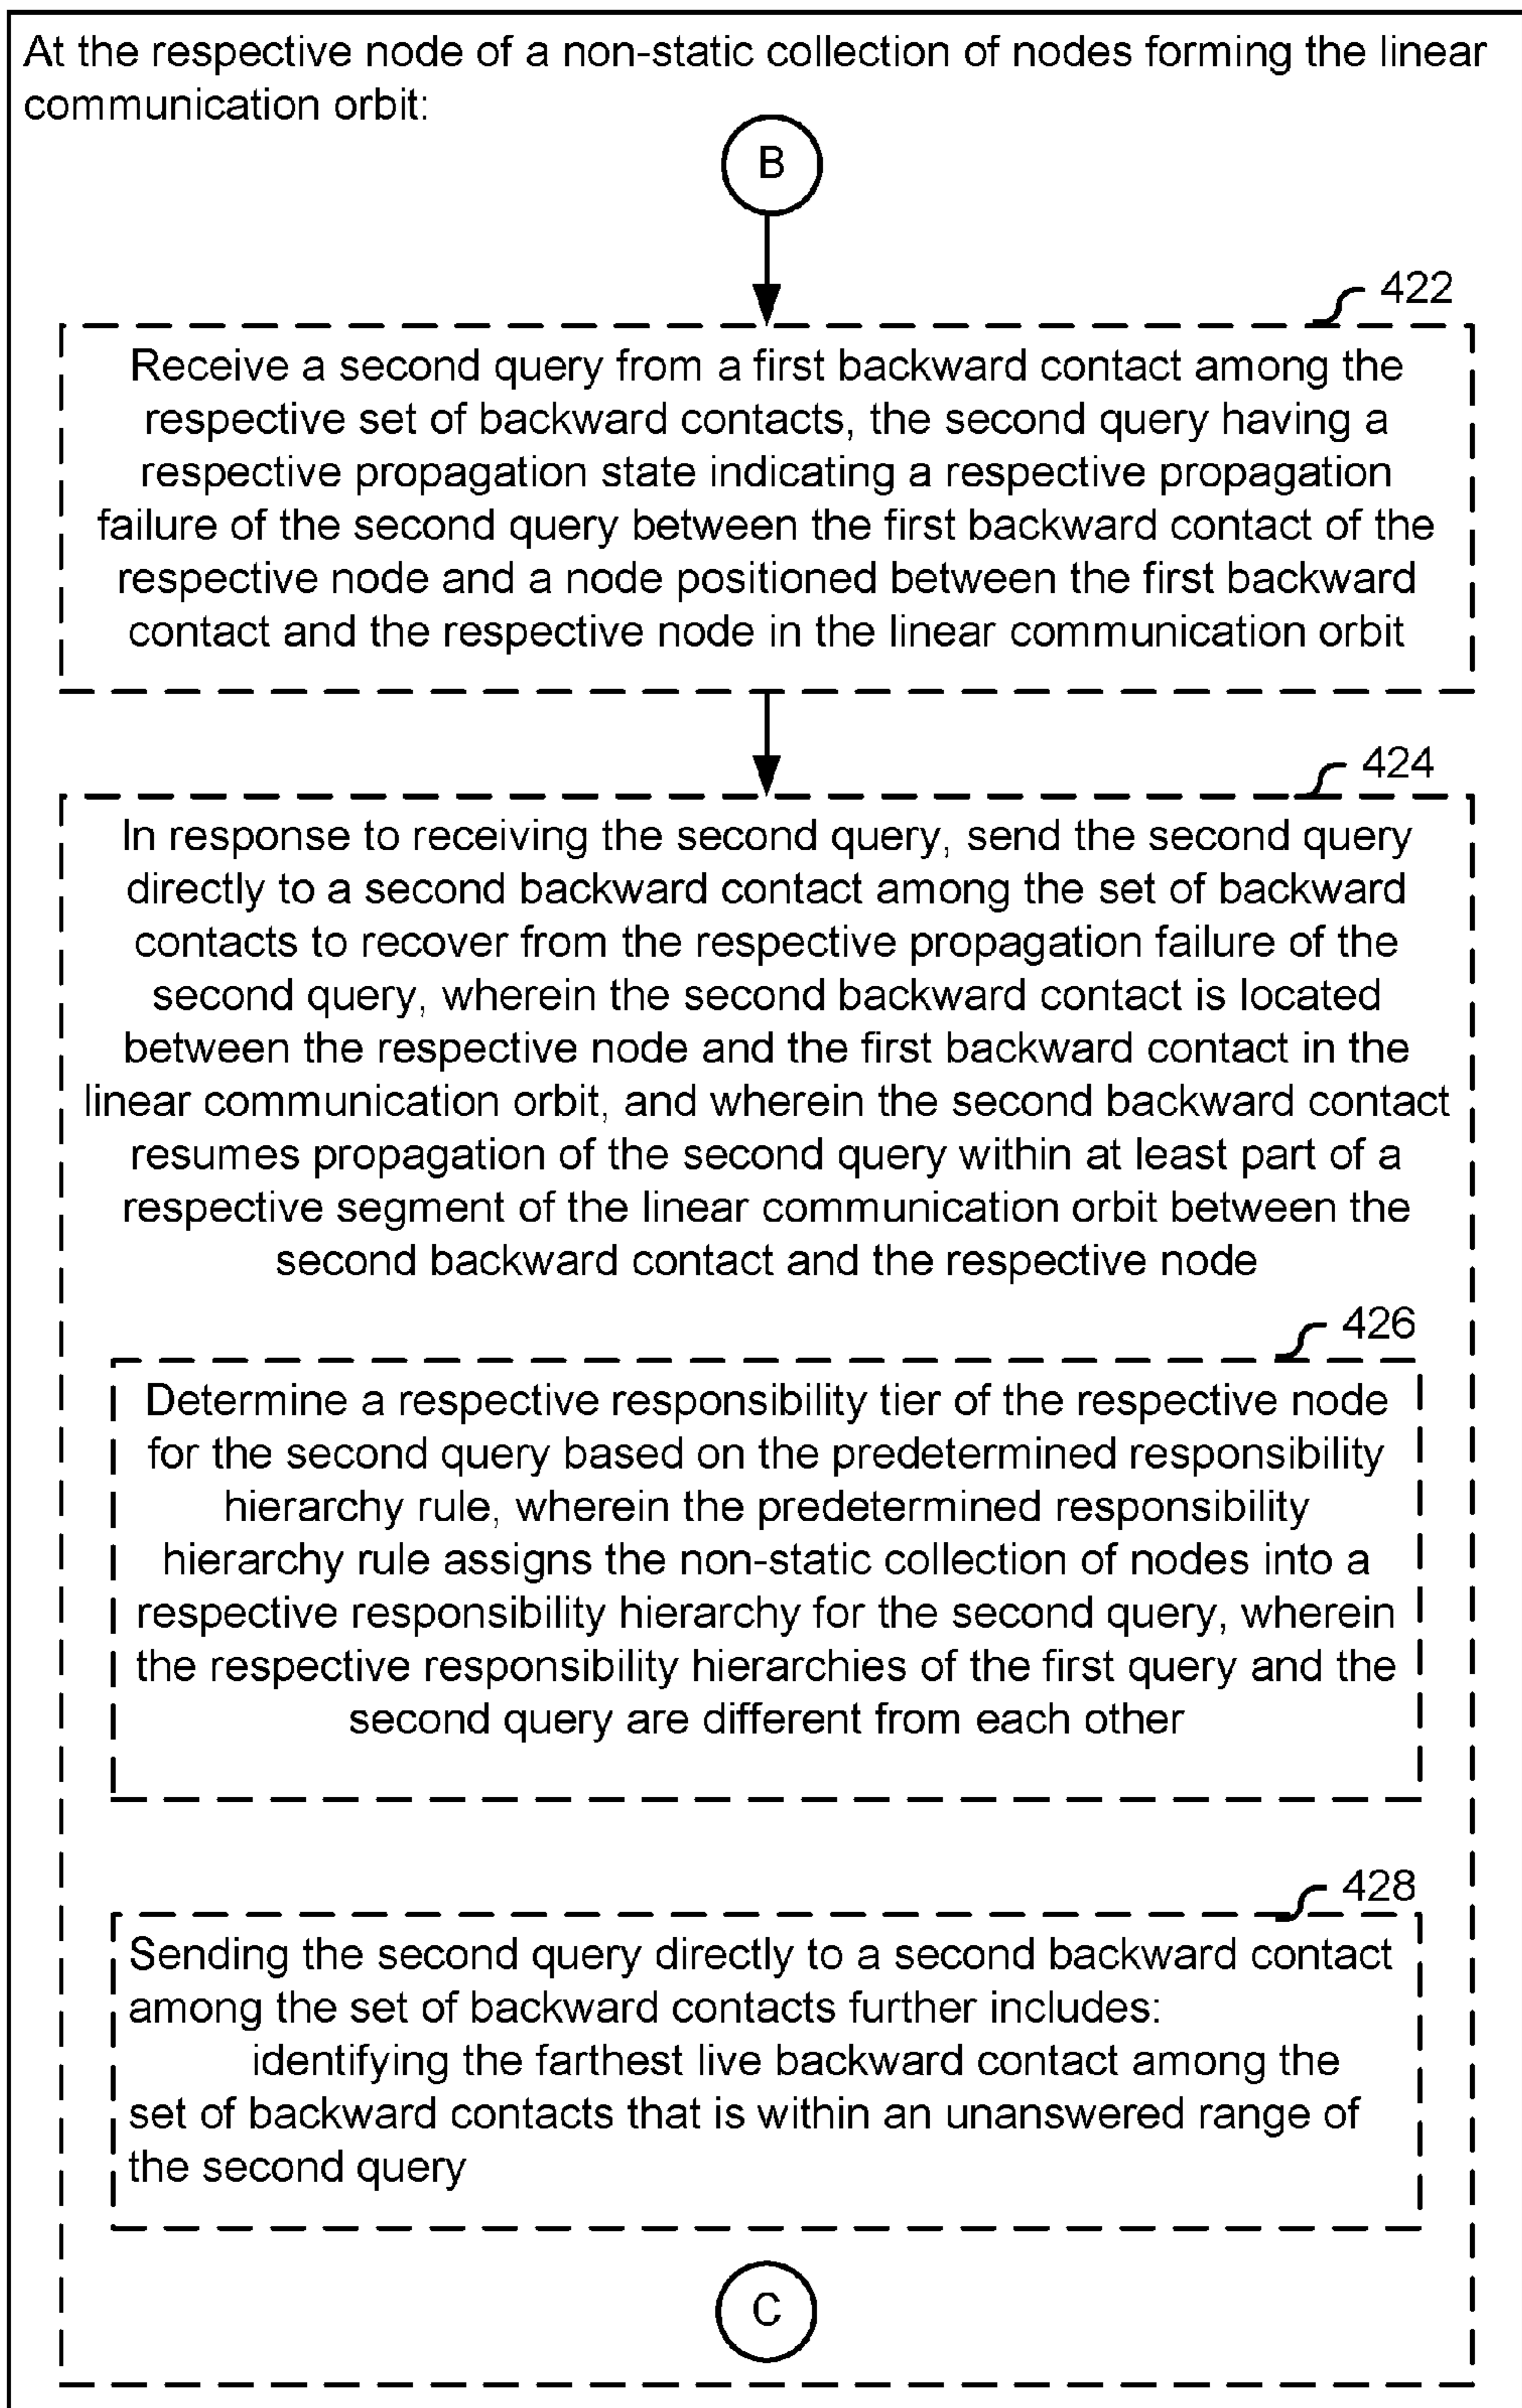 At the respective node of a non-static collection of nodes forming the linear
communication orbit:
B
422
Receive a second query from a first backward contact among the
respective set of backward contacts, the second query having a
respective propagation state indicating a respective propagation
failure of the second query between the first backward contact of the
respective node and a node positioned between the first backward
contact and the respective node in the linear communication orbit
424
In response to receiving the second query, send the second query
directly to a second backward contact among the set of backward
contacts to recover from the respective propagation failure of the
second query, wherein the second backward contact is located
between the respective node and the first backward contact in the
linear communication orbit, and wherein the second backward contact
resumes propagation of the second query within at least part of a
respective segment of the linear communication orbit between the
second backward contact and the respective node
426
Determine a respective responsibility tier of the respective node
for the second query based on the predetermined responsibility
hierarchy rule, wherein the predetermined responsibility
hierarchy rule assigns the non-static collection of nodes into a
respective responsibility hierarchy for the second query, wherein
the respective responsibility hierarchies of the first query and the
second query are different from each other
428
Sending the second query directly to a second backward contact
among the set of backward contacts further includes:
identifying the farthest live backward contact among the
set of backward contacts that is within an unanswered range of
the second query
C